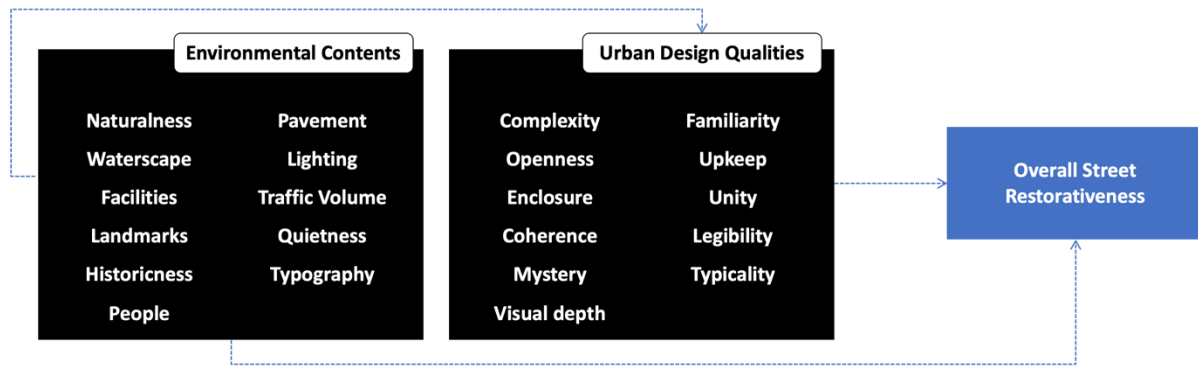 Environmental Contents
Naturalness
Waterscape
Facilities
Landmarks
Historicness
People
Pavement
Lighting
Traffic Volume
Quietness
Typography
Urban Design Qualities
Complexity
Openness
Enclosure
Coherence
Mystery
Visual depth
Familiarity
Upkeep
Unity
Legibility
Typicality
Overall Street
Restorativeness